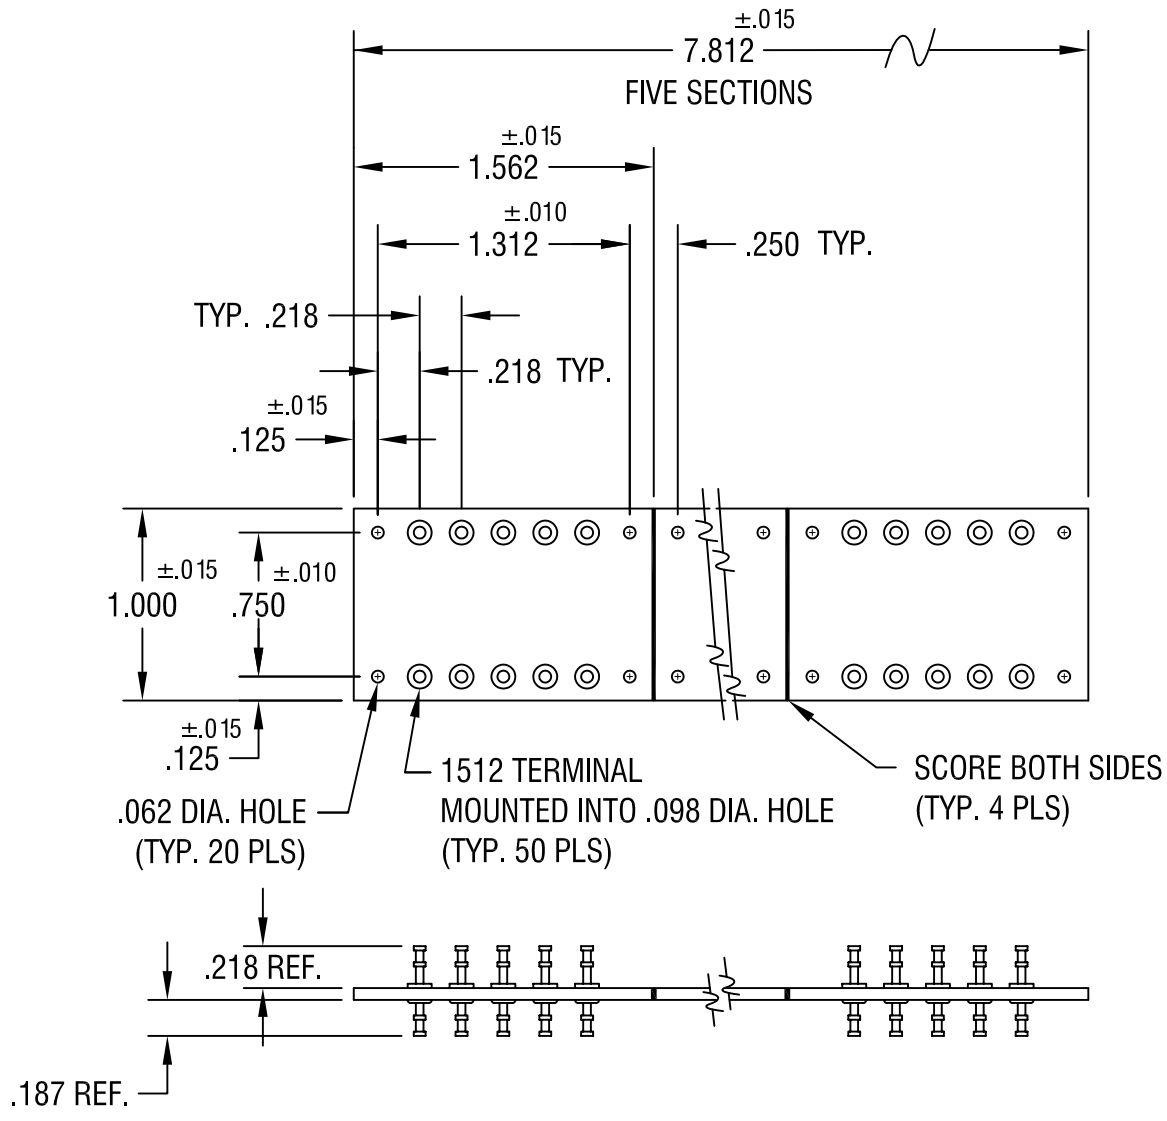 ±.015
7.812
FIVE SECTIONS
±.015
1.562
±.010
1.312
.250 TYP.
TYP. .218
.218 TYP.
±.015
.125
±.015
1.000
±.010
.750
±.015
.125
.062 DIA. HOLE
(TYP. 20 PLS)
1512 TERMINAL
MOUNTED INTO .098 DIA. HOLE
(TYP. 50 PLS)
SCORE BOTH SIDES
(TYP. 4 PLS)
.218 REF.
.187 REF.